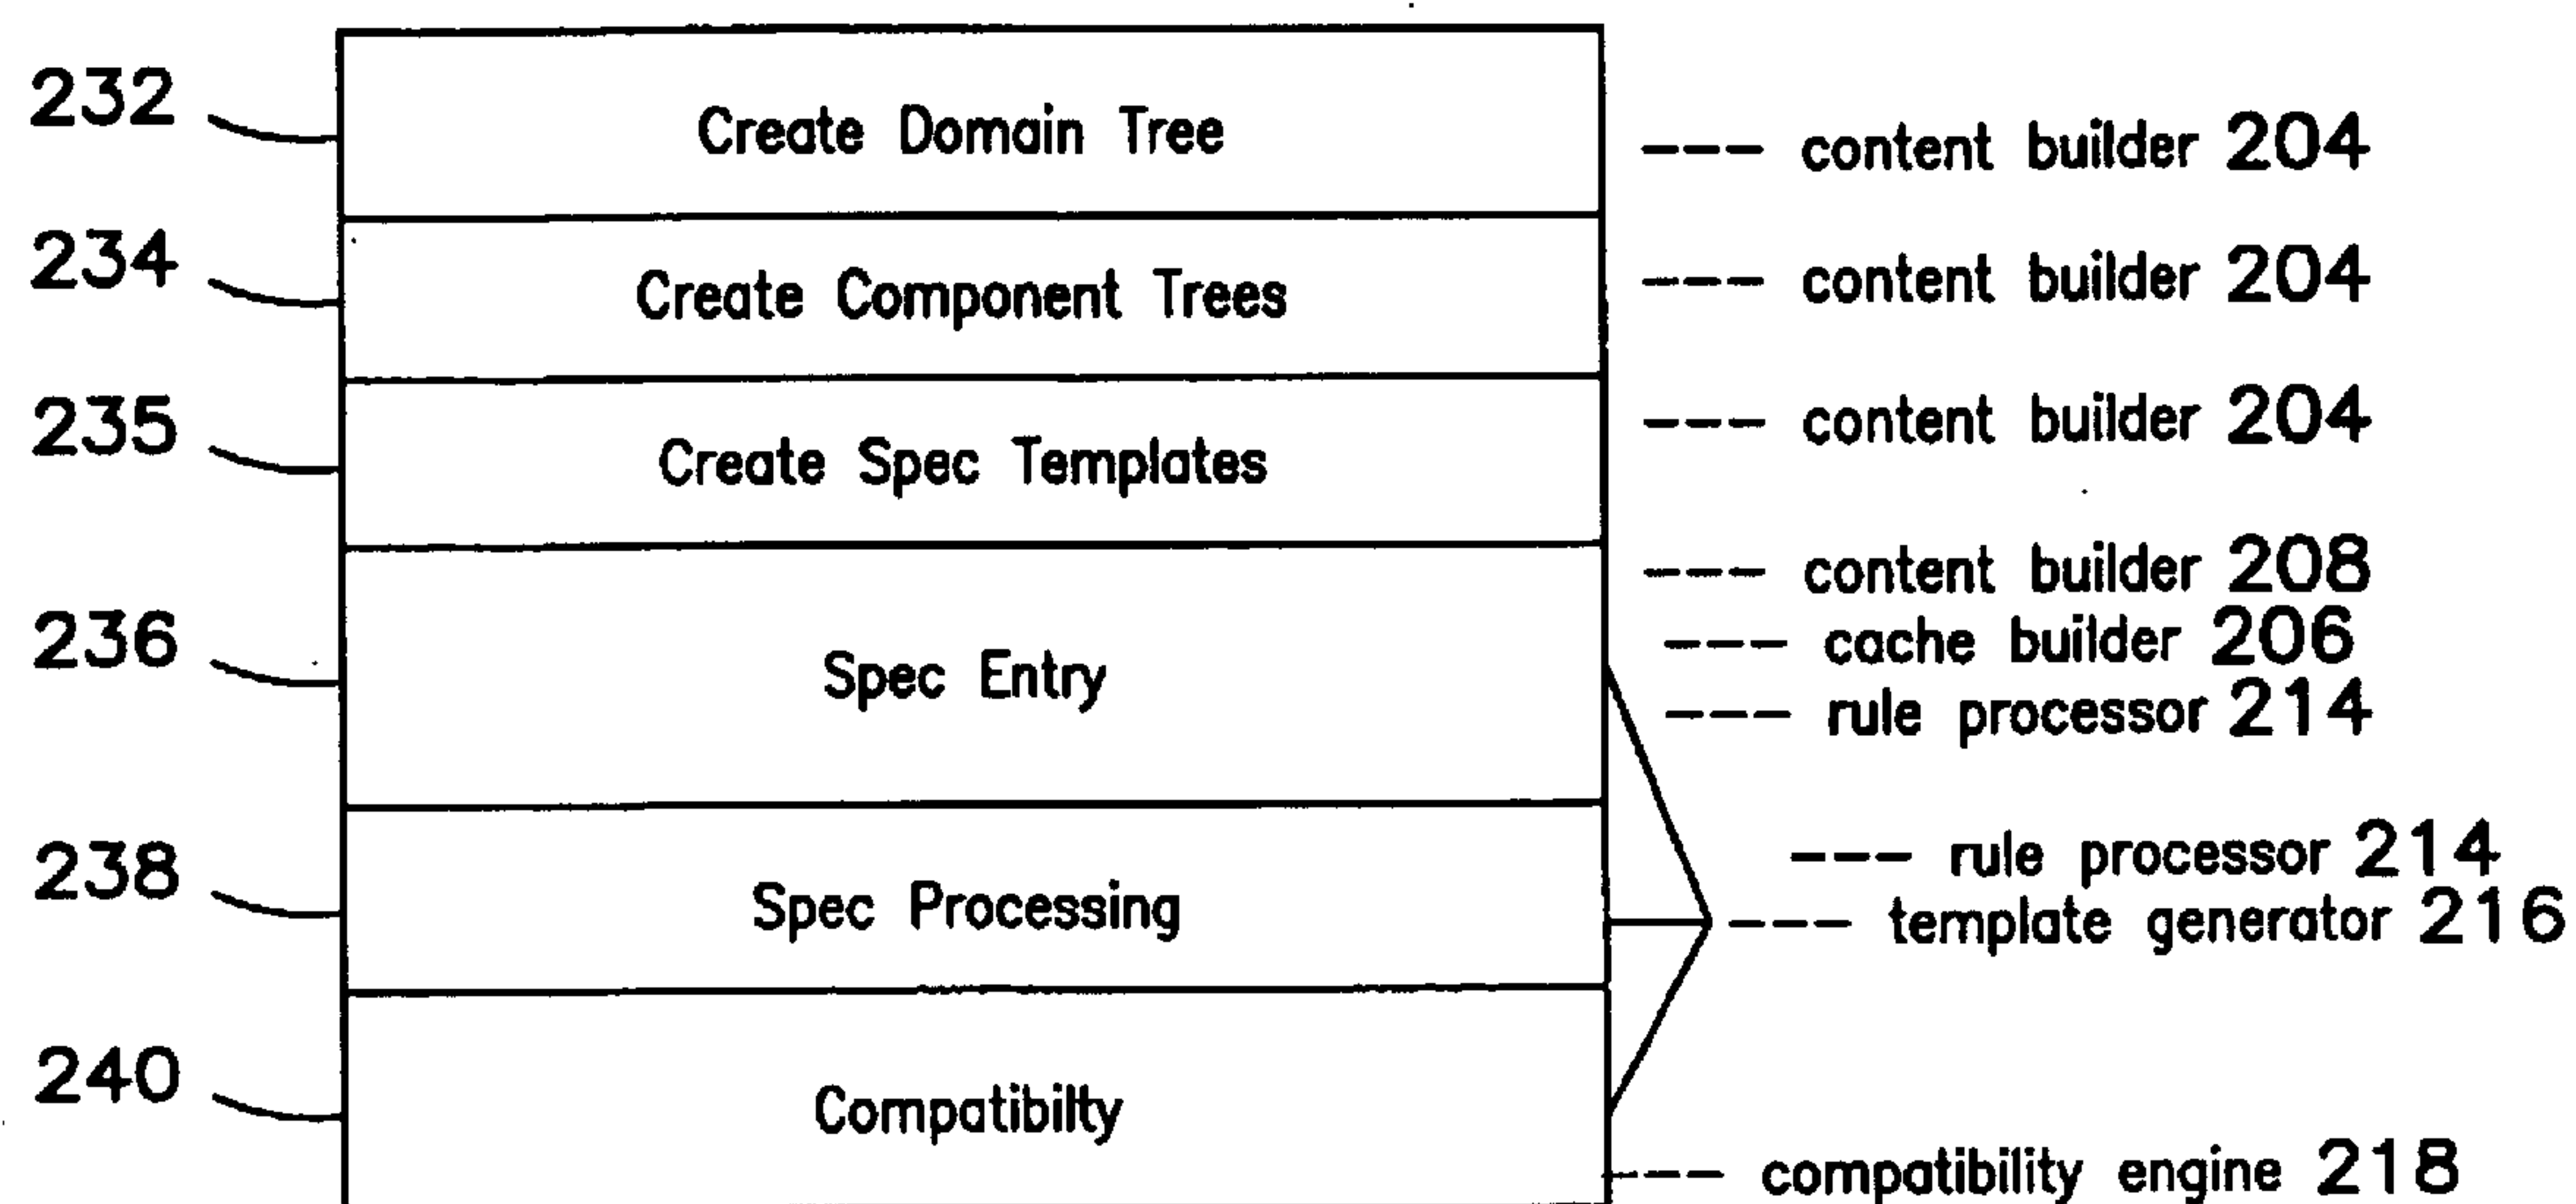 232 Create Domain Tree --- content builder 204
234 Create Component Trees --- content builder 204
235 Create Spec Templates --- content builder 204
--- content builder 208
--- cache builder 206
236 Spec Entry
--- rule processor 214
--- rule processor 214
238 Spec Processing --- template generator 216
240 Compatibilty
--- compatibility engine 218